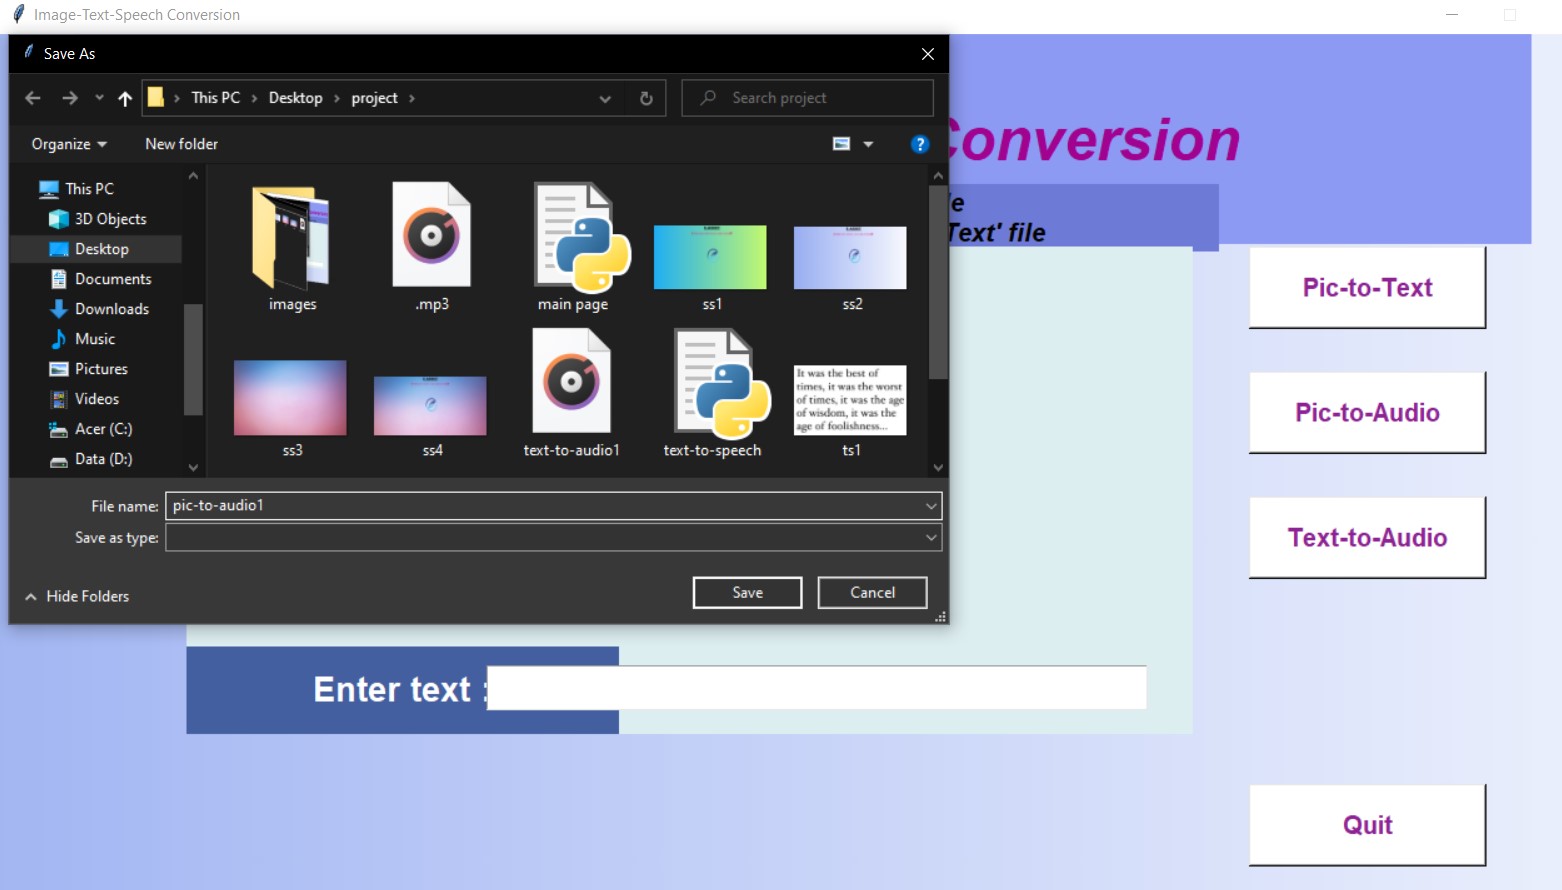 Image-Text-Speech Conversion
Save As
This PC > Desktop > project >
Search project
Organize
New folder
?
This PC
3D Objects
Desktop
Documents
Downloads
Music
Pictures
Videos
Acer (C:)
Data (D:)
images
.mp3
main page
ss1
ss2
ss3
ss4
text-to-audio1
text-to-speech
It was the best of
times, it was the worst
of times, it was the age
of wisdom, it was the
age of foolishness...
ts1
File name: pic-to-audio1
Save as type:
Hide Folders
Save
Cancel
Conversion
le
Text' file
Pic-to-Text
Pic-to-Audio
Text-to-Audio
Enter text :
Quit